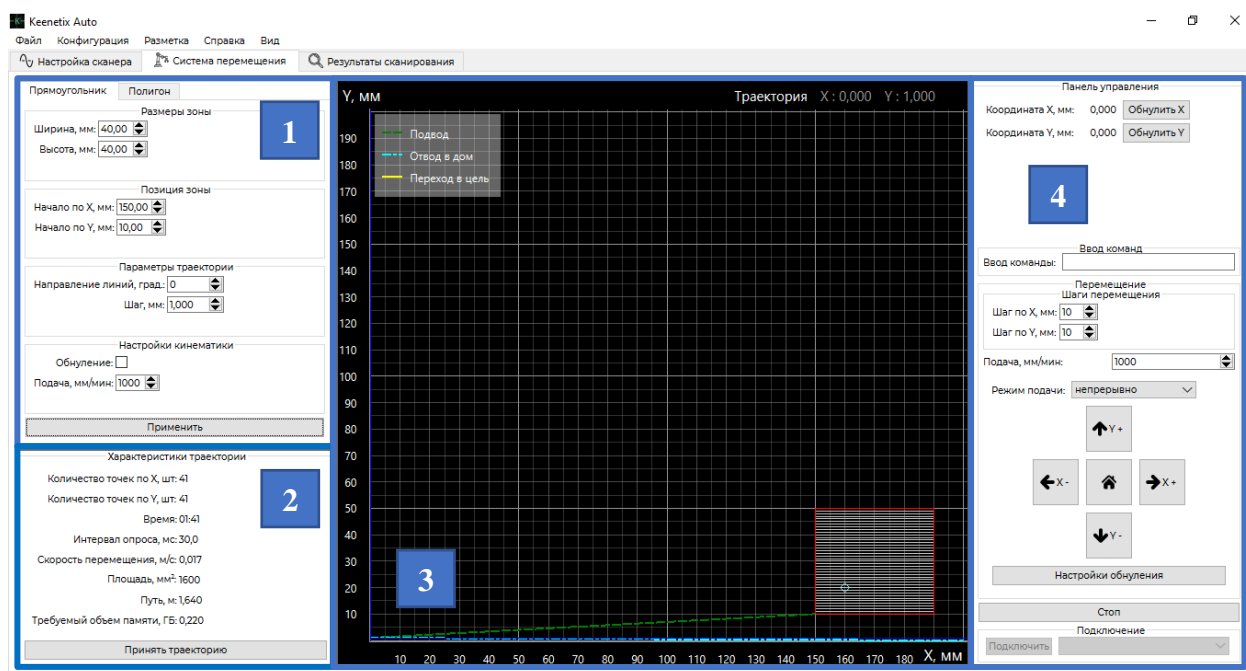 Keenetix Auto
Файл Конфигурация Разметка Справка Вид
Настройка сканера Система перемещения Результаты сканирования
Прямоугольник Полигон
Размеры зоны
Ширина, мм: 40,00
Высота, мм: 40,00
1
Позиция зоны
Начало по X, мм: 150,00
Начало по Y, мм: 10,00
Параметры траектории
Направление линий, град.: 0
Шаг, мм: 1,000
Настройки кинематики
Обнуление:
Подача, мм/мин: 1000
Применить
Характеристики траектории
Количество точек по X, шт: 41
Количество точек по Y, шт: 41
Время: 01:41
Интервал опроса, мс: 30,0
Скорость перемещения, м/с: 0,017
Площадь, мм²: 1600
Путь, м: 1,640
Требуемый объем памяти, ГБ: 0,220
2
Принять траекторию
Y, мм
Траектория X : 0,000 Y : 1,000
Подвод
Отвод в дом
Переход в цель
190
180
170
160
150
140
130
120
110
100
90
80
70
60
50
40
30
20
10
3
10 20 30 40 50 60 70 80 90 100 110 120 130 140 150 160 170 180 X, мм
Панель управления
Координата X, мм: 0,000 Обнулить X
Координата Y, мм: 0,000 Обнулить Y
4
Ввод команд
Ввод команды:
Перемещение
Шаги перемещения
Шаг по X, мм: 10
Шаг по Y, мм: 10
Подача, мм/мин: 1000
Режим подачи: непрерывно
Y +
X - X +
Y -
Настройки обнуления
Стоп
Подключение
Подключить